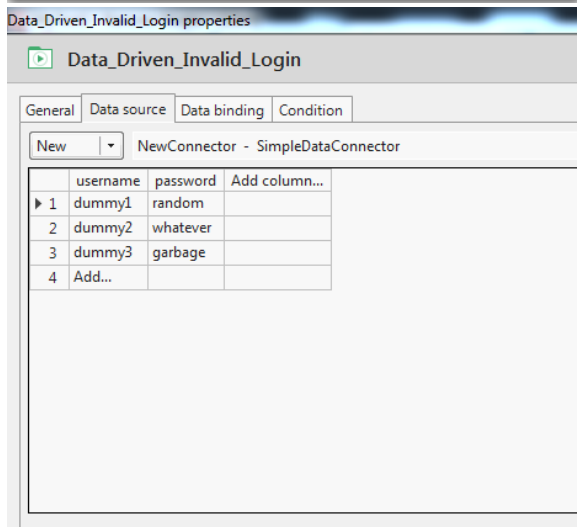 Data_Driven_Invalid_Login properties
Data_Driven_Invalid_Login
General Data source Data binding Condition
New NewConnector - SimpleDataConnector
username password Add column...
1 dummy1 random
2 dummy2 whatever
3 dummy3 garbage
4 Add...